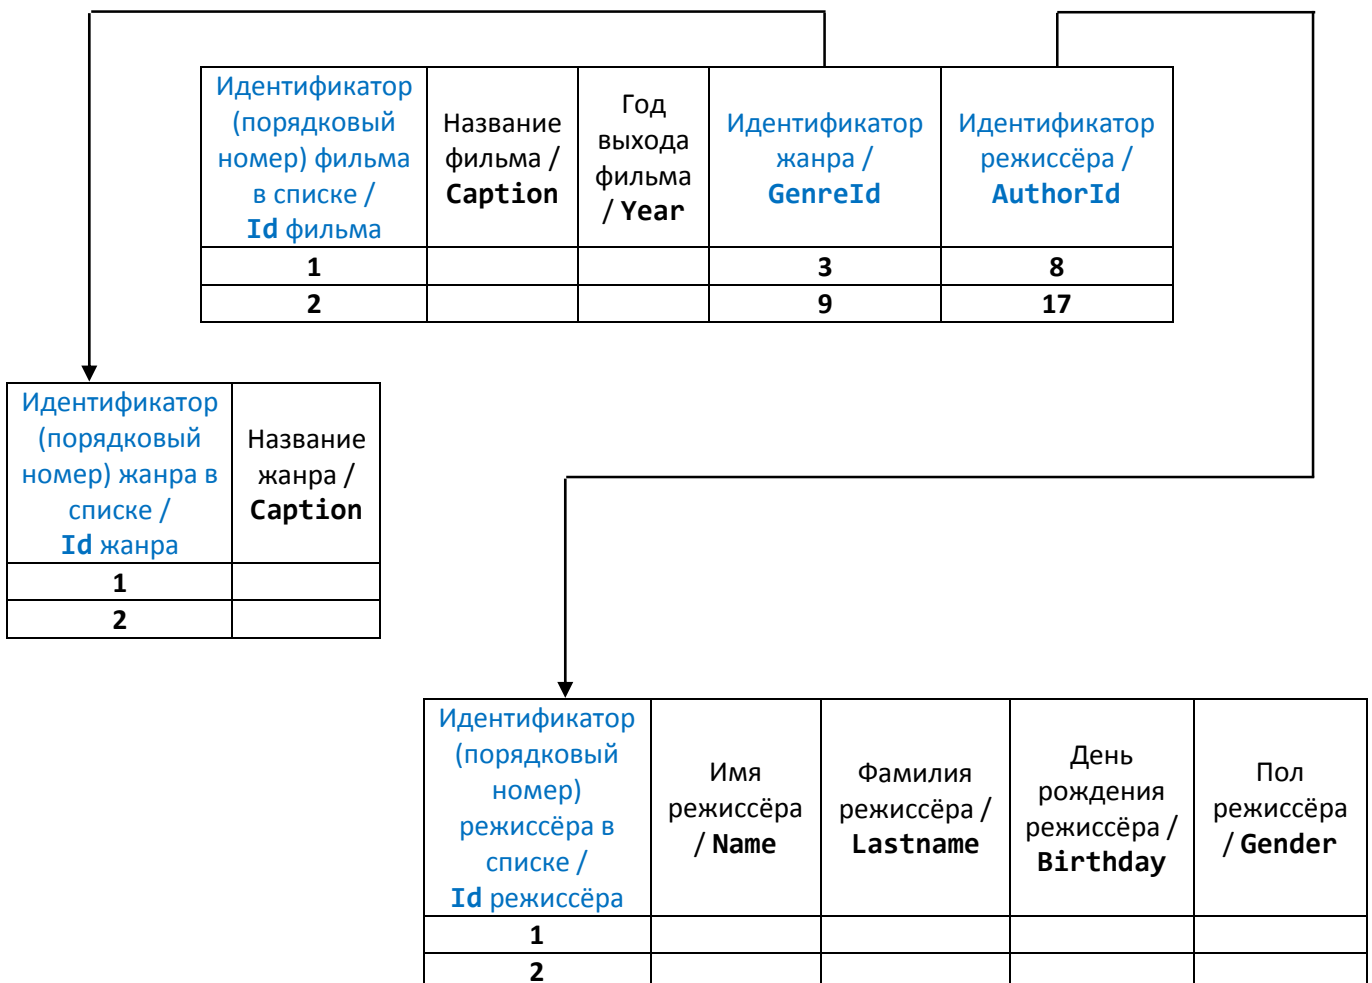 Идентификатор
(порядковый
номер) фильма
в списке /
Id фильма
Название
фильма /
Caption
Год
выхода
фильма
/ Year
Идентификатор
жанра /
GenreId
Идентификатор
режиссёра /
AuthorId
1 3 8
2 9 17
Идентификатор
(порядковый
номер) жанра в
списке /
Id жанра
Название
жанра /
Caption
1
2
Идентификатор
(порядковый
номер)
режиссёра в
списке /
Id режиссёра
Имя
режиссёра
/ Name
Фамилия
режиссёра /
Lastname
День
рождения
режиссёра /
Birthday
Пол
режиссёра
/ Gender
1
2